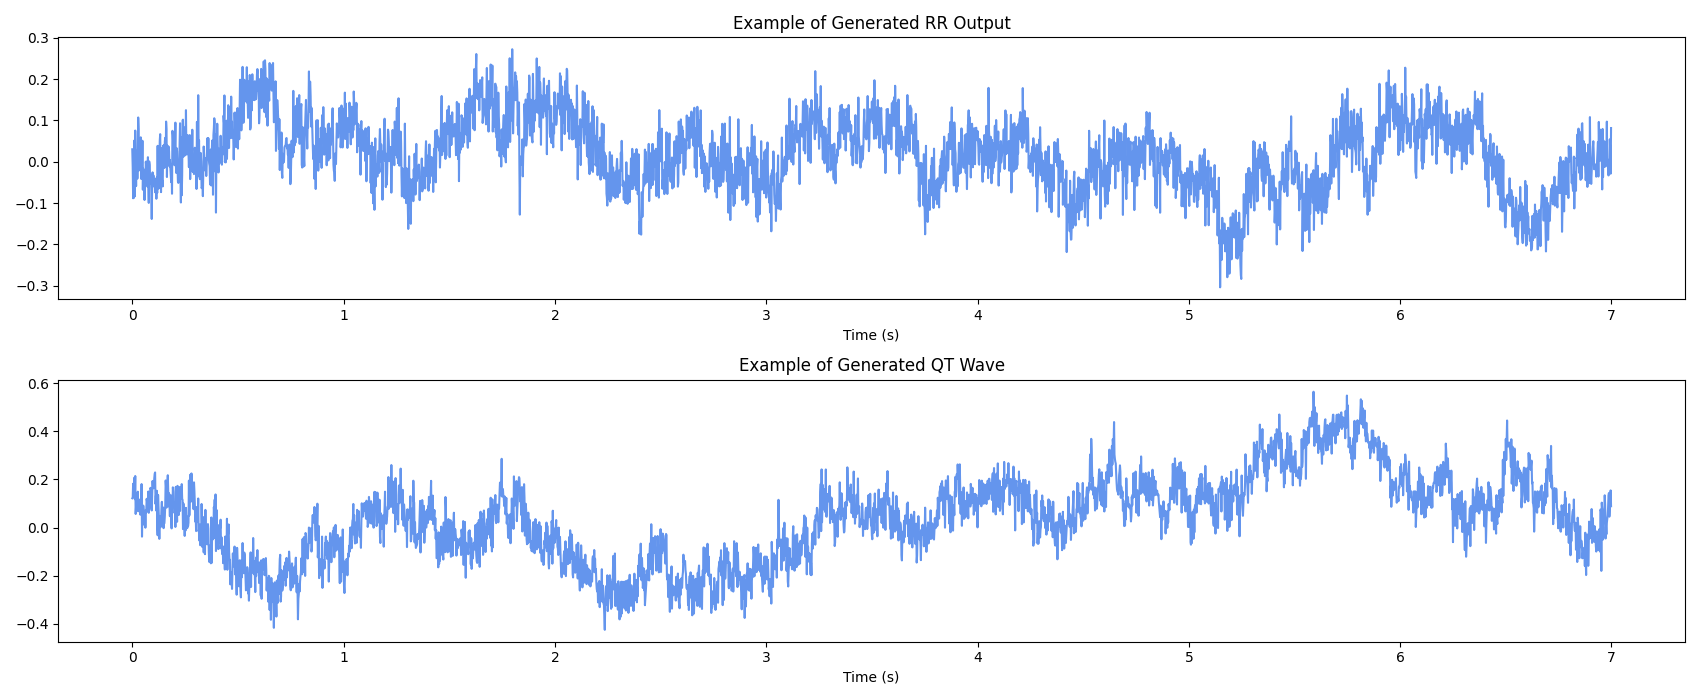 Example of Generated RR Output
0.3
0.2
0.1
0.0
−0.1
−0.2
−0.3
0 1 2 3 4 5 6 7
Time (s)
Example of Generated QT Wave
0.6
0.4
0.2
0.0
−0.2
−0.4
0 1 2 3 4 5 6 7
Time (s)